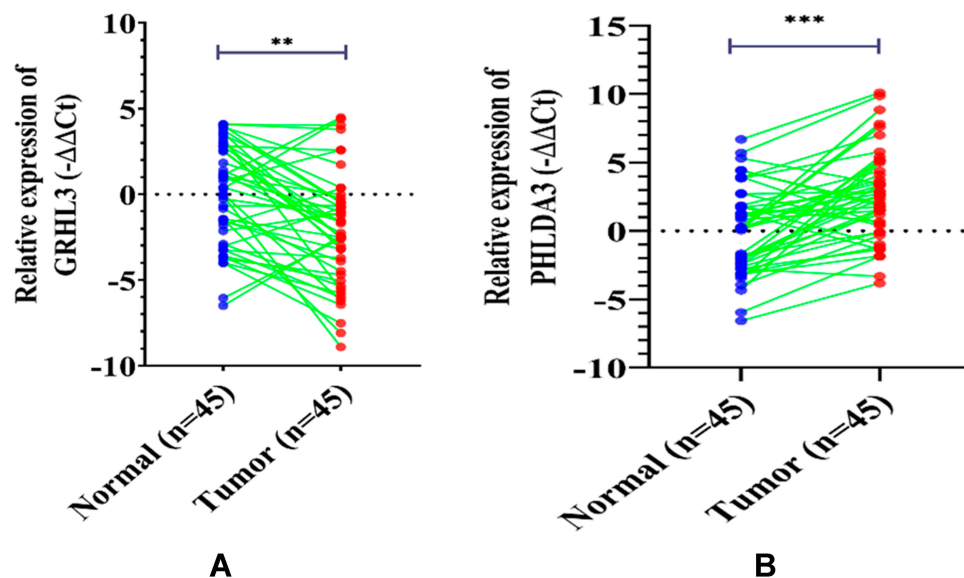 10
5
0
-5
-10
Relative expression of
GRHL3 (-ΔΔCt)
**
Normal (n=45)
Tumor (n=45)
A
15
10
5
0
-5
-10
Relative expression of
PHLDA3 (-ΔΔCt)
***
Normal (n=45)
Tumor (n=45)
B